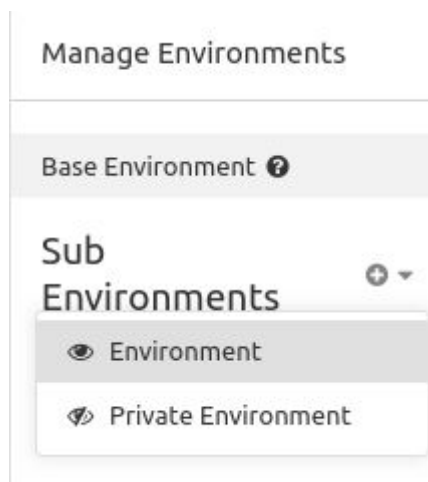 Manage Environments
Base Environment
Sub
Environments
Environment
Private Environment